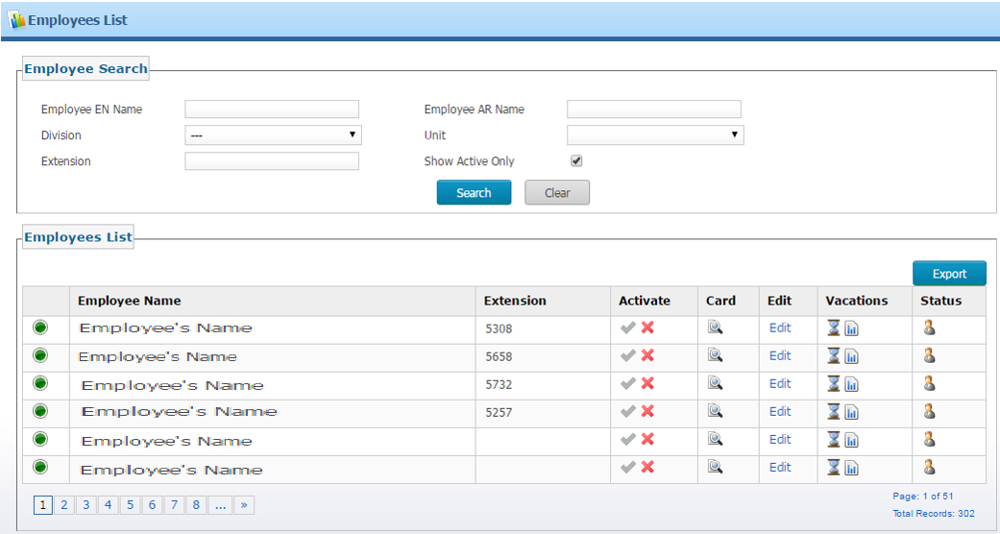 Employees List
Employee Search
Employee EN Name Employee AR Name
Division --- Unit
Extension Show Active Only
Search Clear
Employees List
Export
Employee Name Extension Activate Card Edit Vacations Status
Employee's Name 5308 Edit
Employee's Name 5658 Edit
Employee's Name 5732 Edit
Employee's Name 5257 Edit
Employee's Name Edit
Employee's Name Edit
1 2 3 4 5 6 7 8 ... »
Page: 1 of 51
Total Records: 302